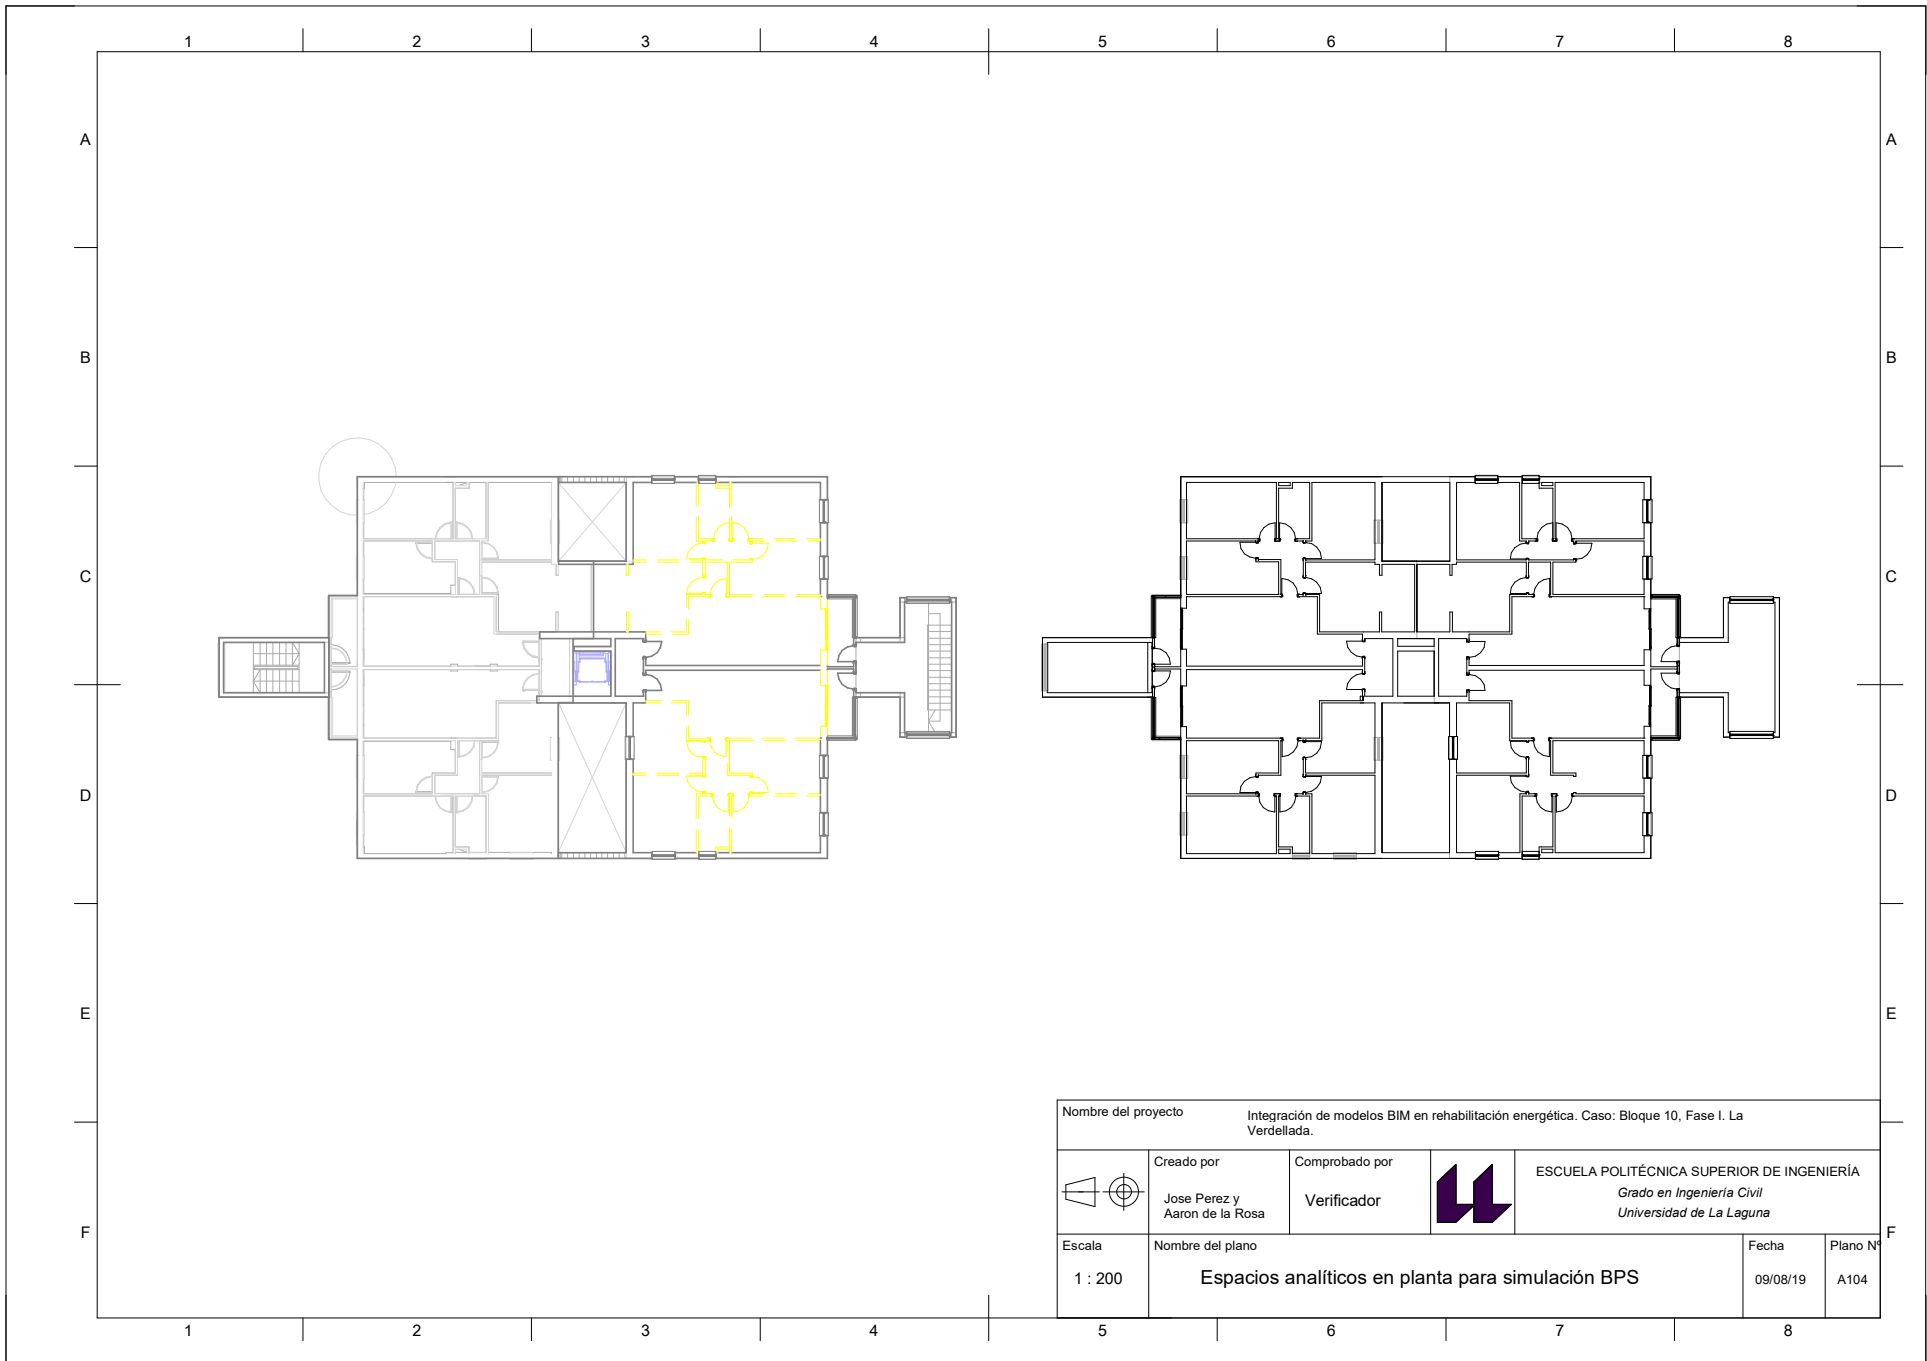 1 2 3 4 5 6 7 8
A A
B B
C C
D D
E E
F F
Nombre del proyecto
Integración de modelos BIM en rehabilitación energética. Caso: Bloque 10, Fase I. La
Verdellada.
Creado por
Jose Perez y
Aaron de la Rosa
Comprobado por
Verificador
ESCUELA POLITÉCNICA SUPERIOR DE INGENIERÍA
Grado en Ingeniería Civil
Universidad de La Laguna
Escala
1 : 200
Nombre del plano
Espacios analíticos en planta para simulación BPS
Fecha
09/08/19
Plano Nº
A104
1 2 3 4 5 6 7 8